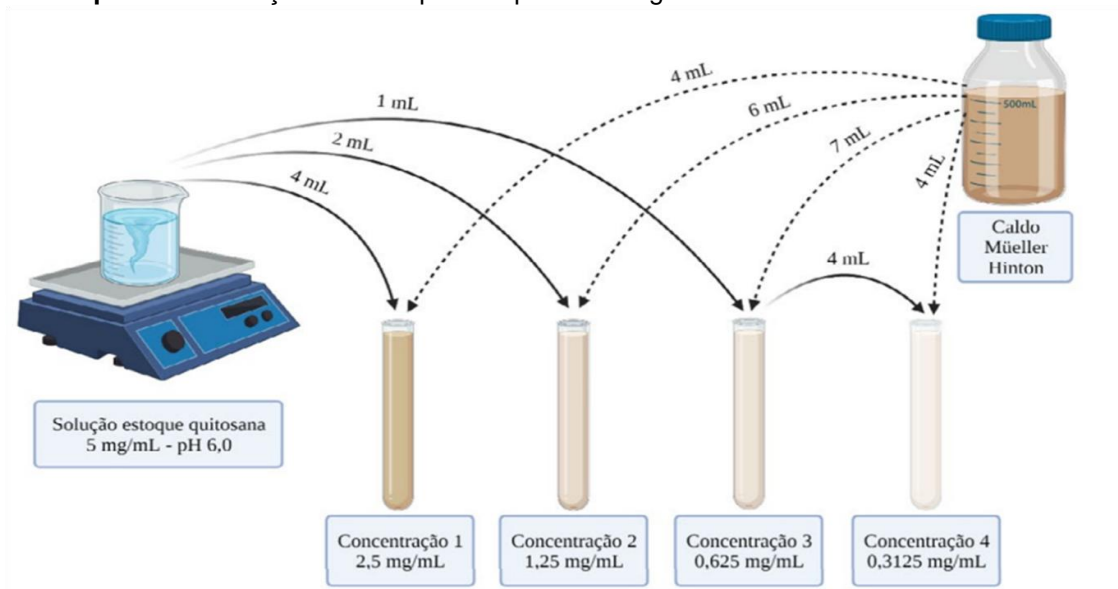 4 mL
1 mL
6 mL
2 mL
7 mL
4 mL
4 mL
500mL
Caldo
Müeller
Hinton
4 mL
Solução estoque quitosana
5 mg/mL - pH 6,0
Concentração 1
2,5 mg/mL
Concentração 2
1,25 mg/mL
Concentração 3
0,625 mg/mL
Concentração 4
0,3125 mg/mL